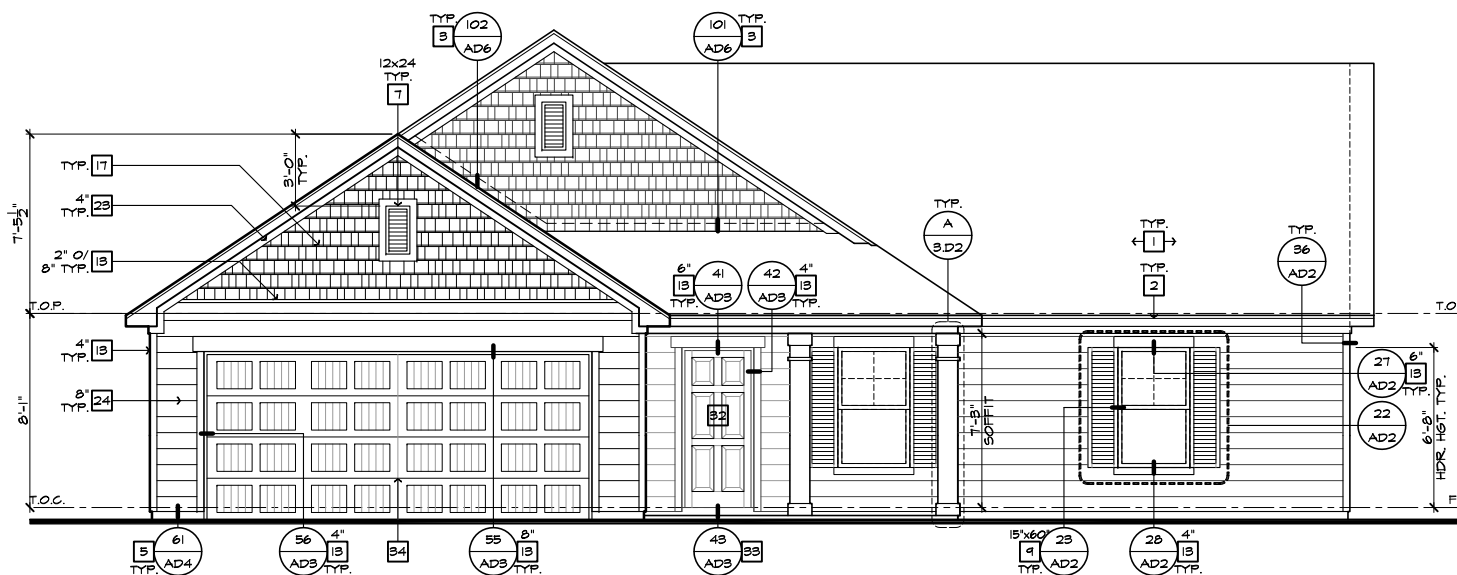 TYP.
3
102
AD6
101
AD6
TYP.
3
12x24
TYP.
7
TYP. 17
3'-0"
TYP.
7'-5½"
4"
TYP. 23
2" O/
8" TYP. 13
A
3.D2
TYP.
TYP.
1
TYP.
2
TYP.
36
AD2
T.O.P.
6"
13
TYP.
41
AD3
42
AD3
4"
13
TYP.
T.O
4"
TYP. 13
27
AD2
6"
13
TYP.
8"
TYP. 24
8'-1"
32
7'-3"
SOFFIT
22
AD2
6'-8"
HDR. HGT. TYP.
T.O.C.
5
TYP.
61
AD4
56
AD3
4"
13
TYP.
34
55
AD3
8"
13
TYP.
43
AD3
33
15"x60"
9
TYP.
23
AD2
28
AD2
4"
13
TYP.